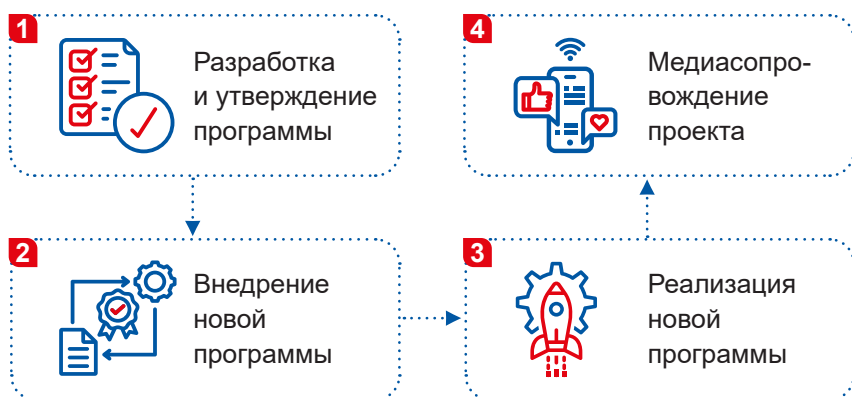 1
Разработка
и утверждение
программы
2
Внедрение
новой
программы
3
Реализация
новой
программы
4
Медиасопро-
вождение
проекта